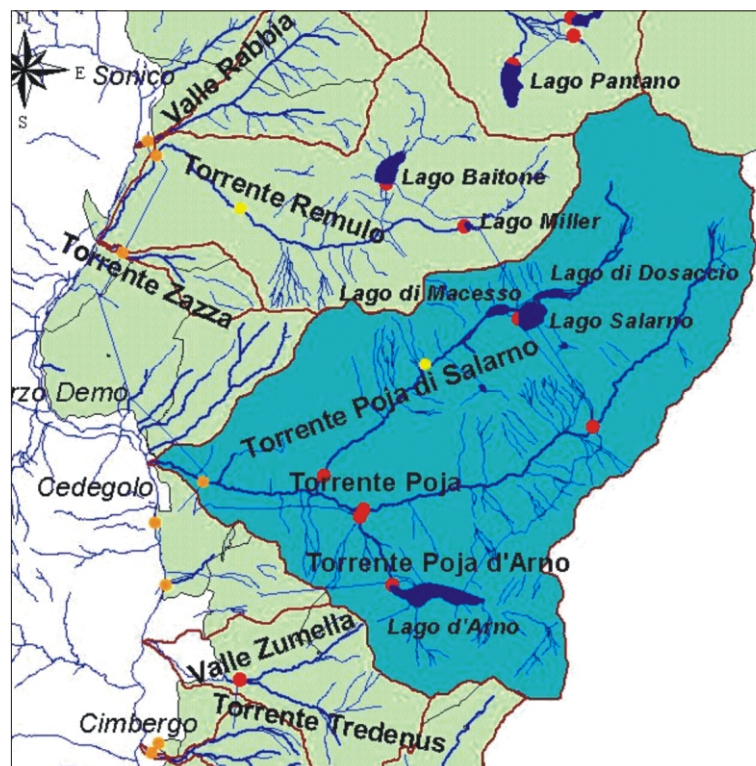 N
E
S
Sonico
Valle Rabbia
Lago Pantano
Torrente Remulo
Lago Baitone
Lago Miller
Torrente Zazza
Lago di Macesso
Lago di Dosaccio
Lago Salarno
Torrente Poja di Salarno
rzo Demo
Cedegolo
Torrente Poja
Torrente Poja d'Arno
Lago d'Arno
Valle Zumella
Torrente Tredenus
Cimbergo